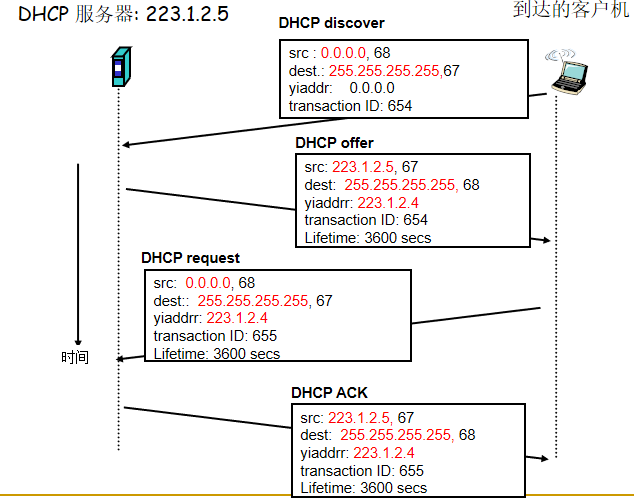 DHCP 服务器: 223.1.2.5
到达的客户机
DHCP discover
src : 0.0.0.0, 68
dest.: 255.255.255.255,67
yiaddr: 0.0.0.0
transaction ID: 654
DHCP offer
src: 223.1.2.5, 67
dest: 255.255.255.255, 68
yiaddrr: 223.1.2.4
transaction ID: 654
Lifetime: 3600 secs
DHCP request
src: 0.0.0.0, 68
dest:: 255.255.255.255, 67
yiaddrr: 223.1.2.4
transaction ID: 655
Lifetime: 3600 secs
时间
DHCP ACK
src: 223.1.2.5, 67
dest: 255.255.255.255, 68
yiaddrr: 223.1.2.4
transaction ID: 655
Lifetime: 3600 secs